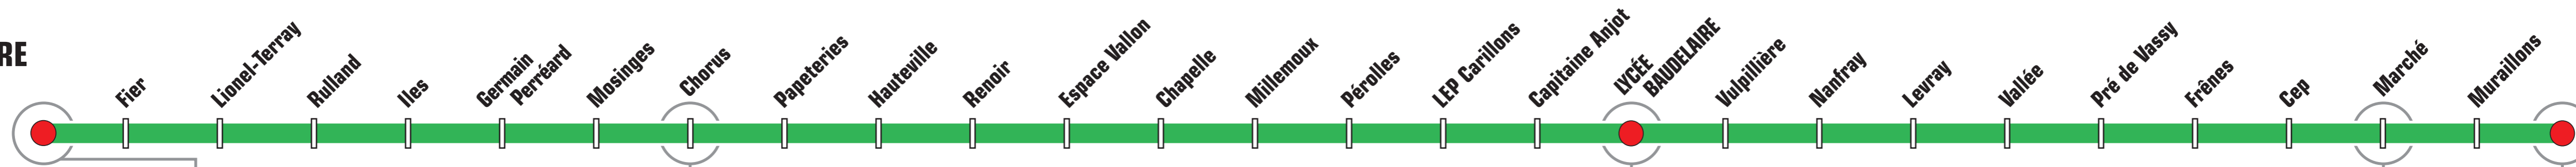 RE
Fier
Lionel-Terray
Rulland
Iles
Germain
Perréard
Mosinges
Chorus
Papeteries
Hauteville
Renoir
Espace Vallon
Chapelle
Millemoux
Pérolles
LEP Carillons
Capitaine Anjot
LYCÉE
BAUDELAIRE
Vulpillière
Nanfray
Levray
Vallée
Pré de Vassy
Frênes
Cep
Marché
Muraillons